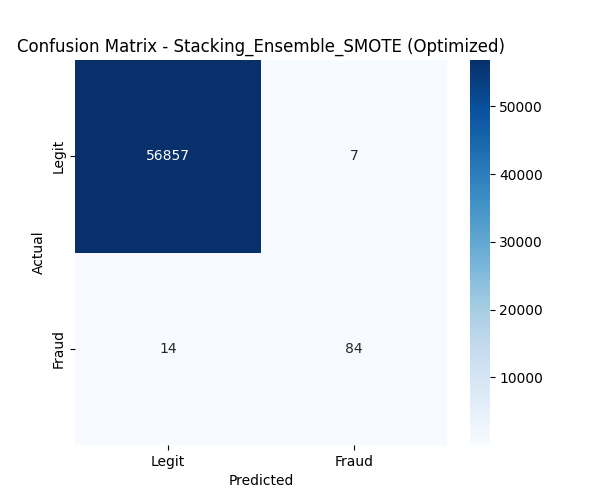 Confusion Matrix - Stacking_Ensemble_SMOTE (Optimized)
Actual
Legit
Fraud
56857 7
14 84
Legit Fraud
Predicted
50000
40000
30000
20000
10000